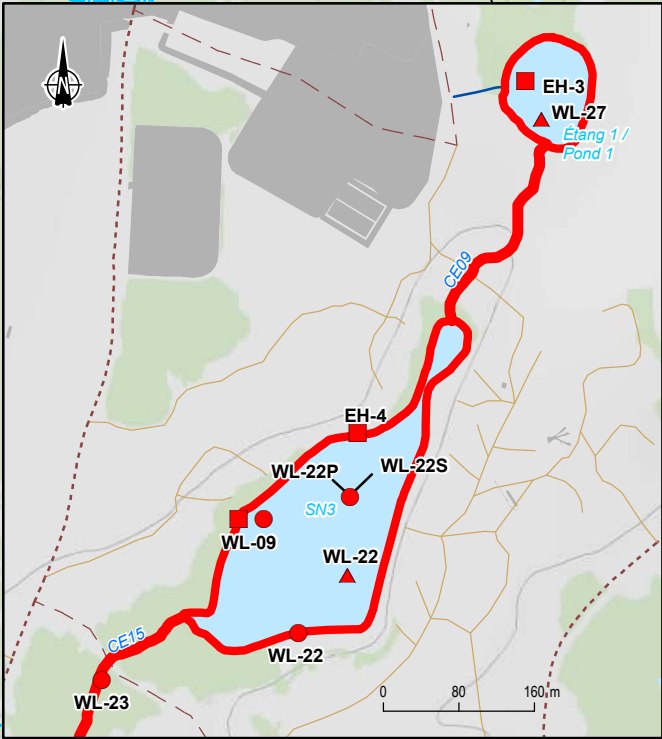 EH-3
WL-27
Étang 1 /
Pond 1
CE09
EH-4
WL-22P
WL-22S
SN3
WL-09
WL-22
CE15
WL-22
WL-23
0 80 160 m